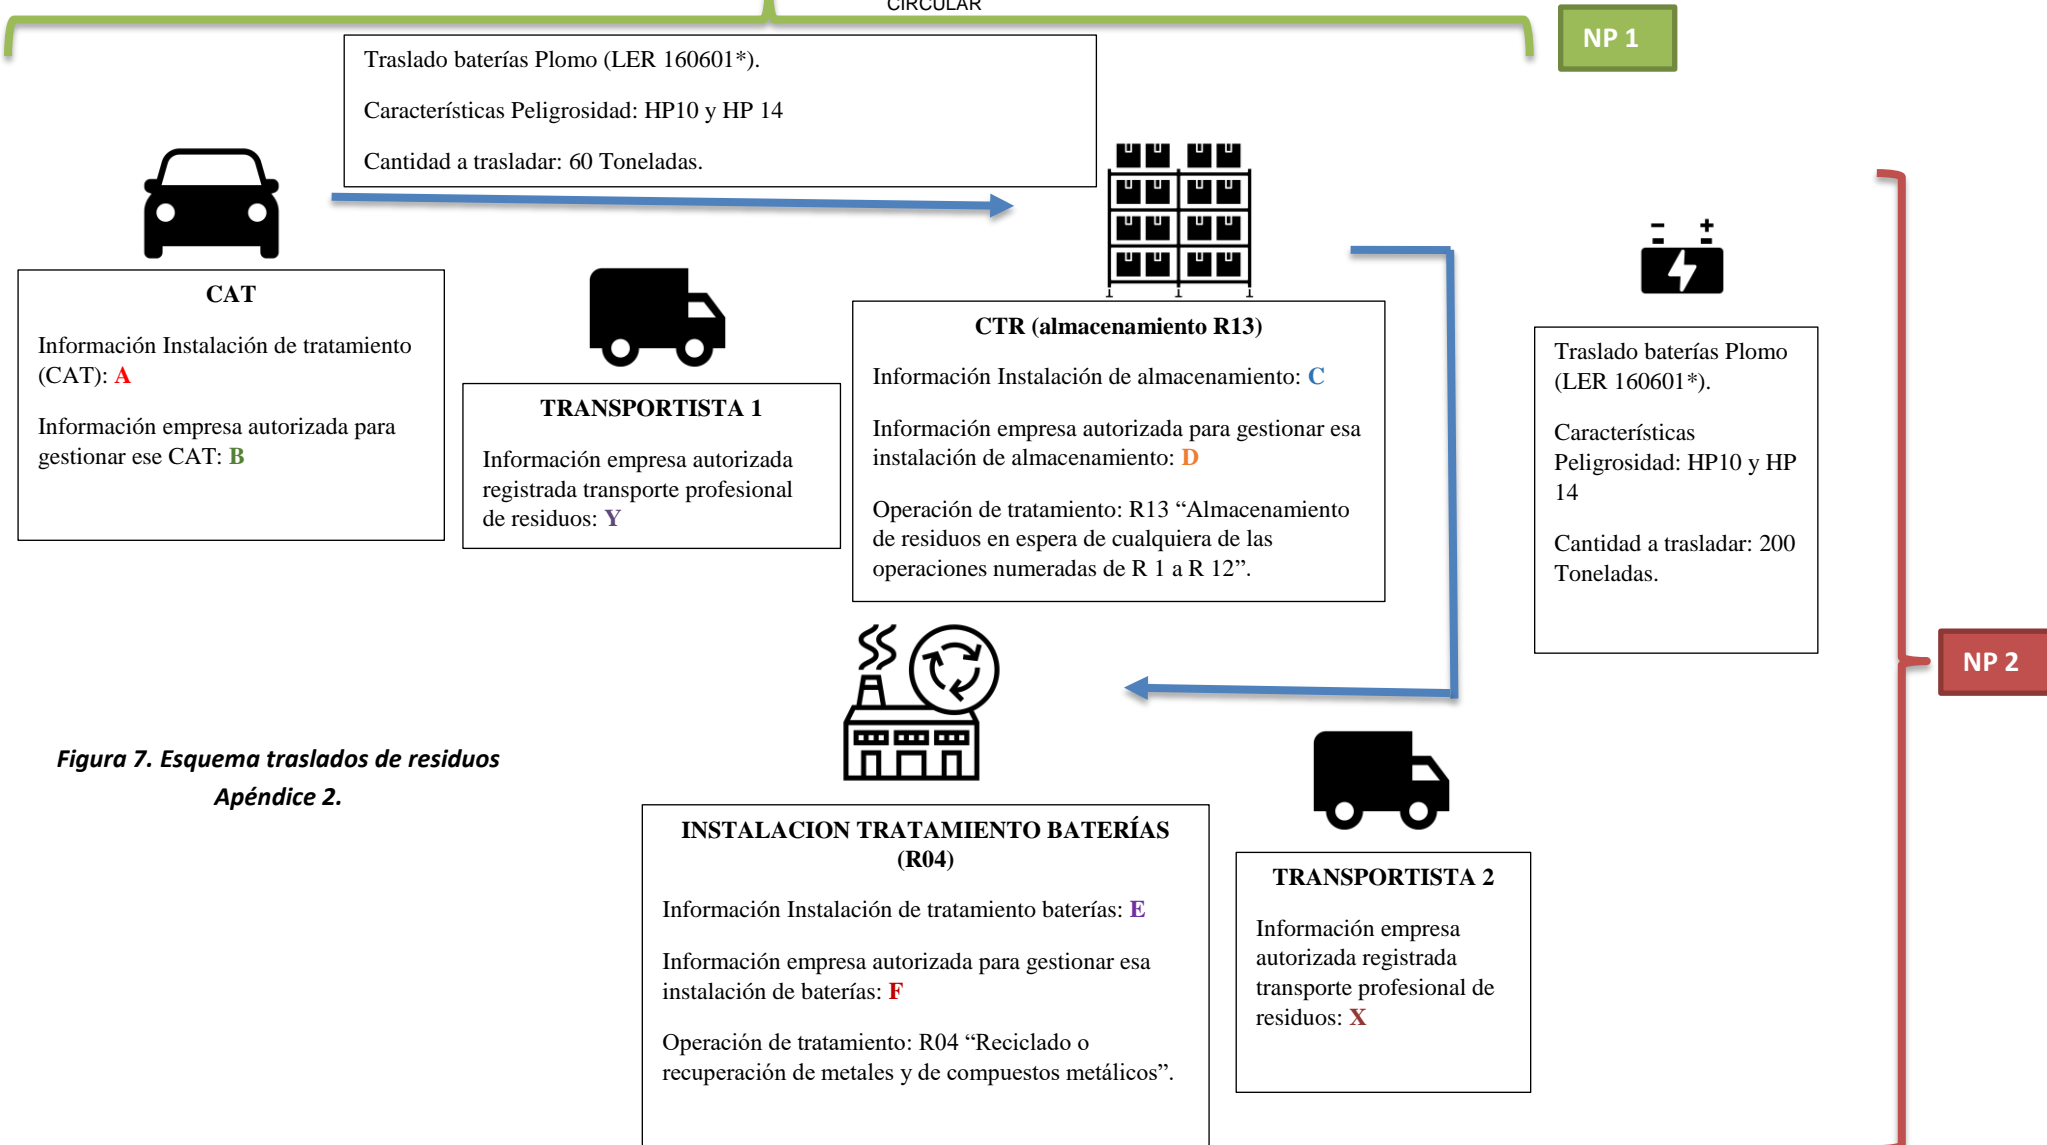 CIRCULAR
NP 1
Traslado baterías Plomo (LER 160601*).
Características Peligrosidad: HP10 y HP 14
Cantidad a trasladar: 60 Toneladas.
CAT
Información Instalación de tratamiento
(CAT): A
Información empresa autorizada para
gestionar ese CAT: B
TRANSPORTISTA 1
Información empresa autorizada
registrada transporte profesional
de residuos: Y
CTR (almacenamiento R13)
Información Instalación de almacenamiento: C
Información empresa autorizada para gestionar esa
instalación de almacenamiento: D
Operación de tratamiento: R13 “Almacenamiento
de residuos en espera de cualquiera de las
operaciones numeradas de R 1 a R 12”.
- +
Traslado baterías Plomo
(LER 160601*).
Características
Peligrosidad: HP10 y HP
14
Cantidad a trasladar: 200
Toneladas.
NP 2
Figura 7. Esquema traslados de residuos
Apéndice 2.
INSTALACION TRATAMIENTO BATERÍAS
(R04)
Información Instalación de tratamiento baterías: E
Información empresa autorizada para gestionar esa
instalación de baterías: F
Operación de tratamiento: R04 “Reciclado o
recuperación de metales y de compuestos metálicos”.
TRANSPORTISTA 2
Información empresa
autorizada registrada
transporte profesional de
residuos: X